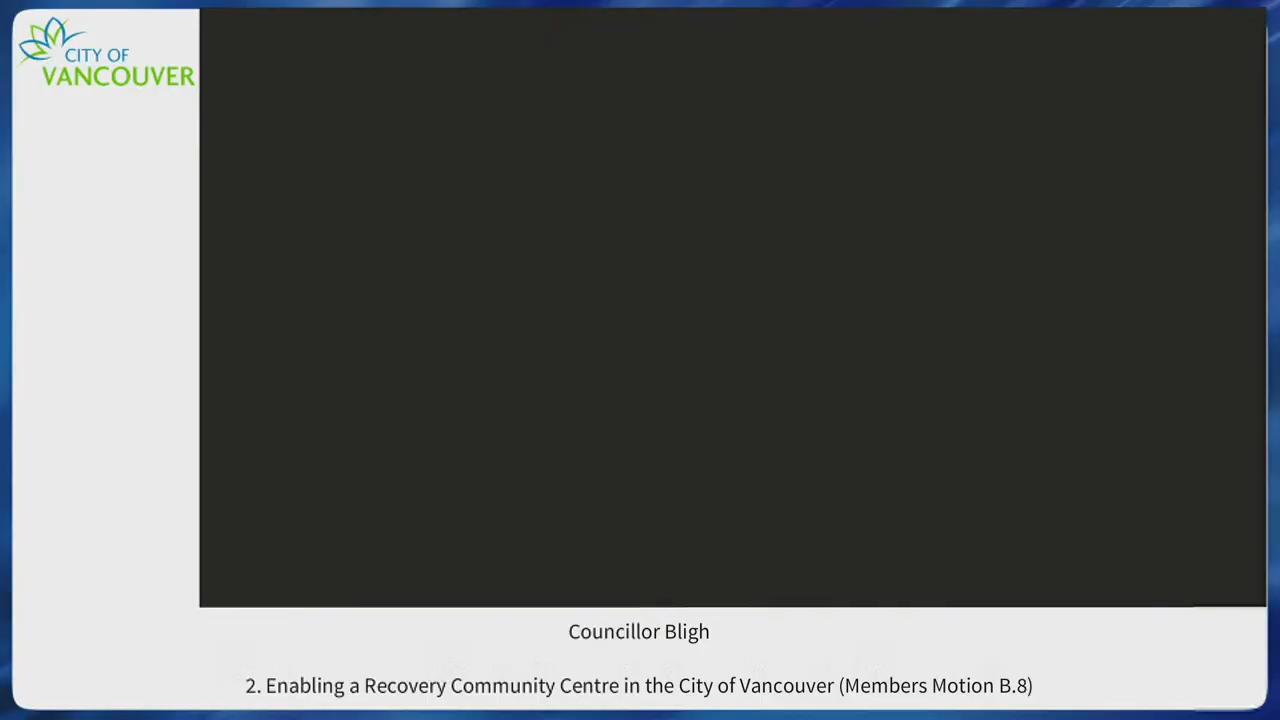 CITY OF
VANCOUVER
Councillor Bligh
2. Enabling a Recovery Community Centre in the City of Vancouver (Members Motion B.8)